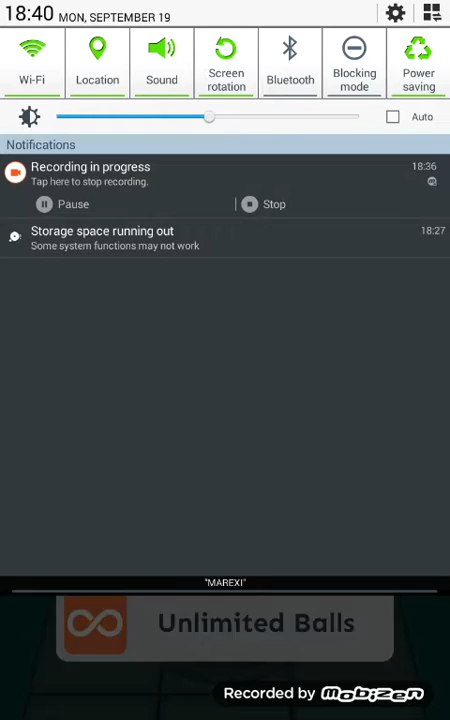 18:40 MON, SEPTEMBER 19
Wi-Fi
Location
Sound
Screen
rotation
Bluetooth
Blocking
mode
Power
saving
Auto
Notifications
Recording in progress
18:36
Tap here to stop recording.
Pause
Stop
Storage space running out
18:27
Some system functions may not work
"MAREXI"
Unlimited Balls
Recorded by Mobizen